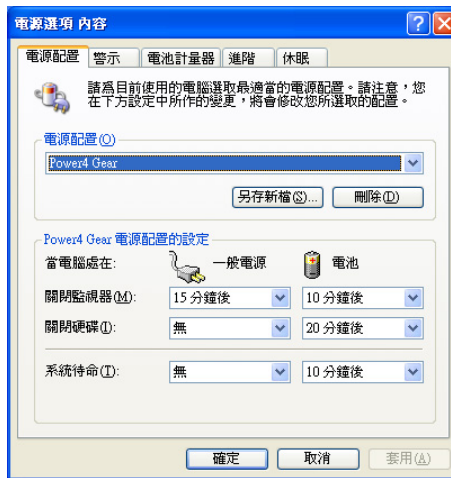 電源選項 內容
電源配置 警示 電池計量器 進階 休眠
請為目前使用的電腦選取最適當的電源配置。請注意，您
在下方設定中所作的變更，將會修改您所選取的配置。
電源配置(O)
Power4 Gear
另存新檔(S)... 刪除(D)
Power4 Gear 電源配置的設定
當電腦處在: 一般電源 電池
關閉監視器(M): 15 分鐘後 10 分鐘後
關閉硬碟(I): 無 20 分鐘後
系統待命(T): 無 10 分鐘後
確定 取消 套用(A)